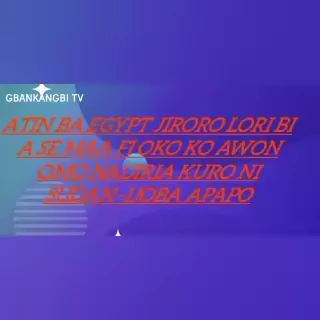 GBANKANGBI TV
ATIN BA EGYPT JIRORO LORI BI
A SE MAA FI OKO KO AWON
OMO NAIJIRIA KURO NI
SUDAN -IJOBA APAPO